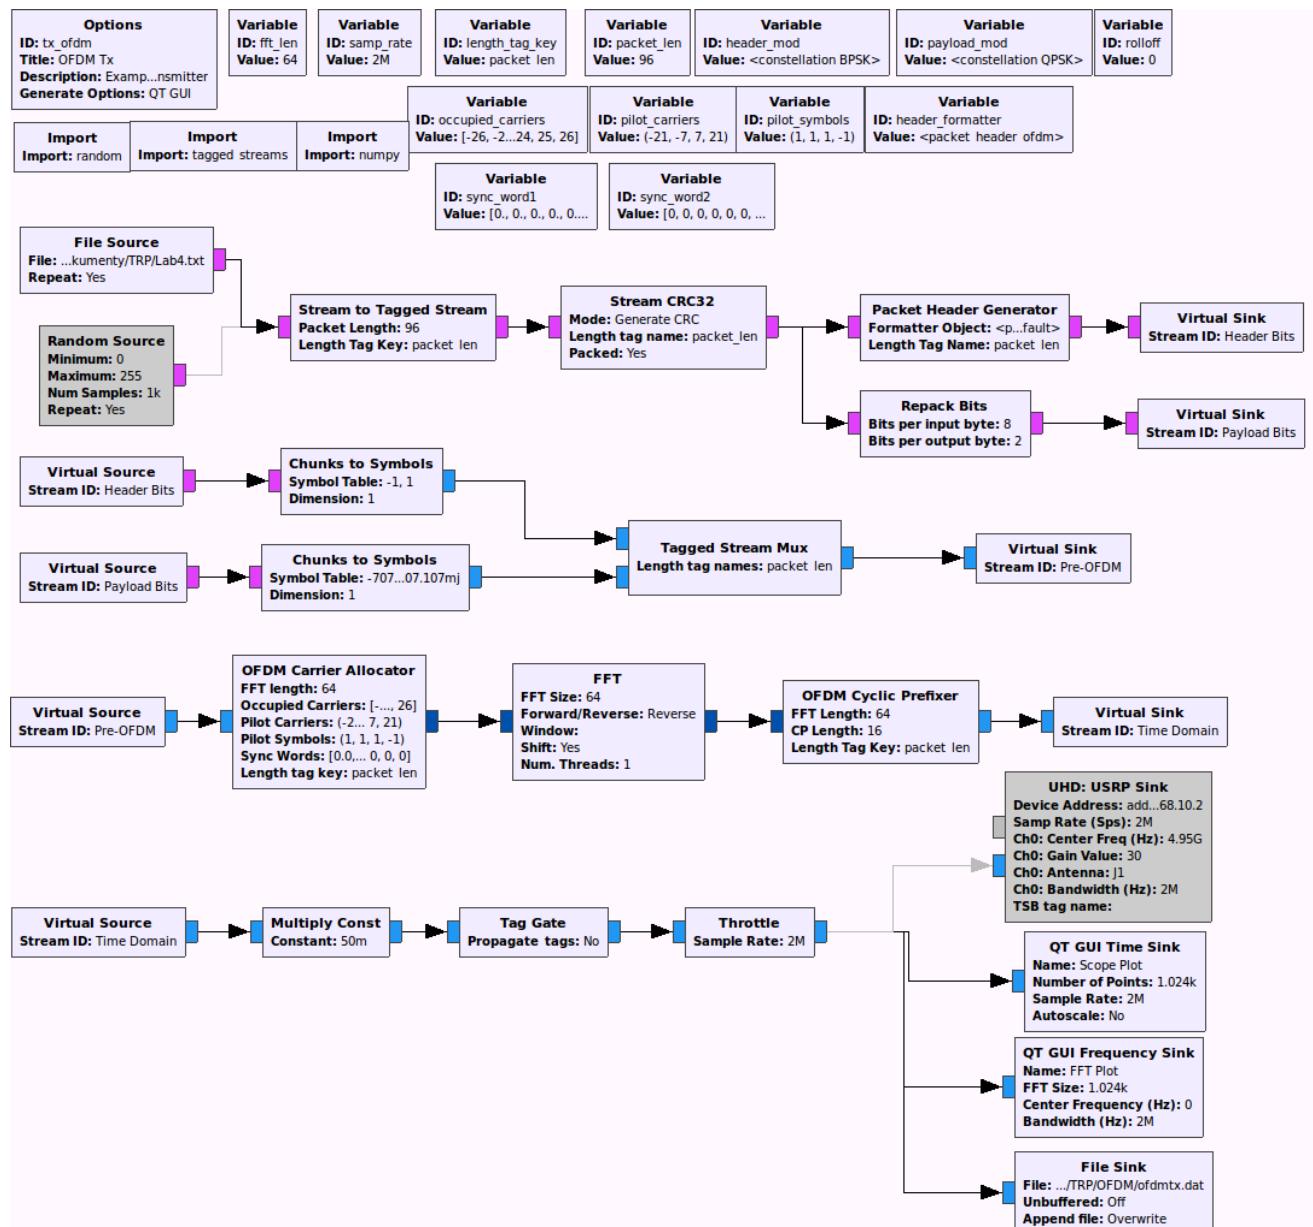 Options
ID: tx_ofdm
Title: OFDM Tx
Description: Examp...nsmitter
Generate Options: QT GUI
Variable
ID: fft_len
Value: 64
Variable
ID: samp_rate
Value: 2M
Variable
ID: length_tag_key
Value: packet_len
Variable
ID: packet_len
Value: 96
Variable
ID: header_mod
Value: <constellation BPSK>
Variable
ID: payload_mod
Value: <constellation QPSK>
Variable
ID: rolloff
Value: 0
Variable
ID: occupied_carriers
Value: [-26, -2...24, 25, 26]
Variable
ID: pilot_carriers
Value: (-21, -7, 7, 21)
Variable
ID: pilot_symbols
Value: (1, 1, 1, -1)
Variable
ID: header_formatter
Value: <packet_header_ofdm>
Import
Import: random
Import
Import: tagged_streams
Import
Import: numpy
Variable
ID: sync_word1
Value: [0., 0., 0., 0., 0....
Variable
ID: sync_word2
Value: [0, 0, 0, 0, 0, 0, ...
File Source
File: ...kumenty/TRP/Lab4.txt
Repeat: Yes
Random Source
Minimum: 0
Maximum: 255
Num Samples: 1k
Repeat: Yes
Stream to Tagged Stream
Packet Length: 96
Length Tag Key: packet_len
Stream CRC32
Mode: Generate CRC
Length tag name: packet_len
Packed: Yes
Packet Header Generator
Formatter Object: <p...fault>
Length Tag Name: packet_len
Virtual Sink
Stream ID: Header Bits
Repack Bits
Bits per input byte: 8
Bits per output byte: 2
Virtual Sink
Stream ID: Payload Bits
Virtual Source
Stream ID: Header Bits
Chunks to Symbols
Symbol Table: -1, 1
Dimension: 1
Virtual Source
Stream ID: Payload Bits
Chunks to Symbols
Symbol Table: -707...07.107mj
Dimension: 1
Tagged Stream Mux
Length tag names: packet_len
Virtual Sink
Stream ID: Pre-OFDM
Virtual Source
Stream ID: Pre-OFDM
OFDM Carrier Allocator
FFT length: 64
Occupied Carriers: [-..., 26]
Pilot Carriers: (-2... 7, 21)
Pilot Symbols: (1, 1, 1, -1)
Sync Words: [0.0,... 0, 0, 0]
Length tag key: packet_len
FFT
FFT Size: 64
Forward/Reverse: Reverse
Window:
Shift: Yes
Num. Threads: 1
OFDM Cyclic Prefixer
FFT Length: 64
CP Length: 16
Length Tag Key: packet_len
Virtual Sink
Stream ID: Time Domain
UHD: USRP Sink
Device Address: add...68.10.2
Samp Rate (Sps): 2M
Ch0: Center Freq (Hz): 4.95G
Ch0: Gain Value: 30
Ch0: Antenna: J1
Ch0: Bandwidth (Hz): 2M
TSB tag name:
Virtual Source
Stream ID: Time Domain
Multiply Const
Constant: 50m
Tag Gate
Propagate_tags: No
Throttle
Sample Rate: 2M
QT GUI Time Sink
Name: Scope Plot
Number of Points: 1.024k
Sample Rate: 2M
Autoscale: No
QT GUI Frequency Sink
Name: FFT Plot
FFT Size: 1.024k
Center Frequency (Hz): 0
Bandwidth (Hz): 2M
File Sink
File: .../TRP/OFDM/ofdmtx.dat
Unbuffered: Off
Append file: Overwrite